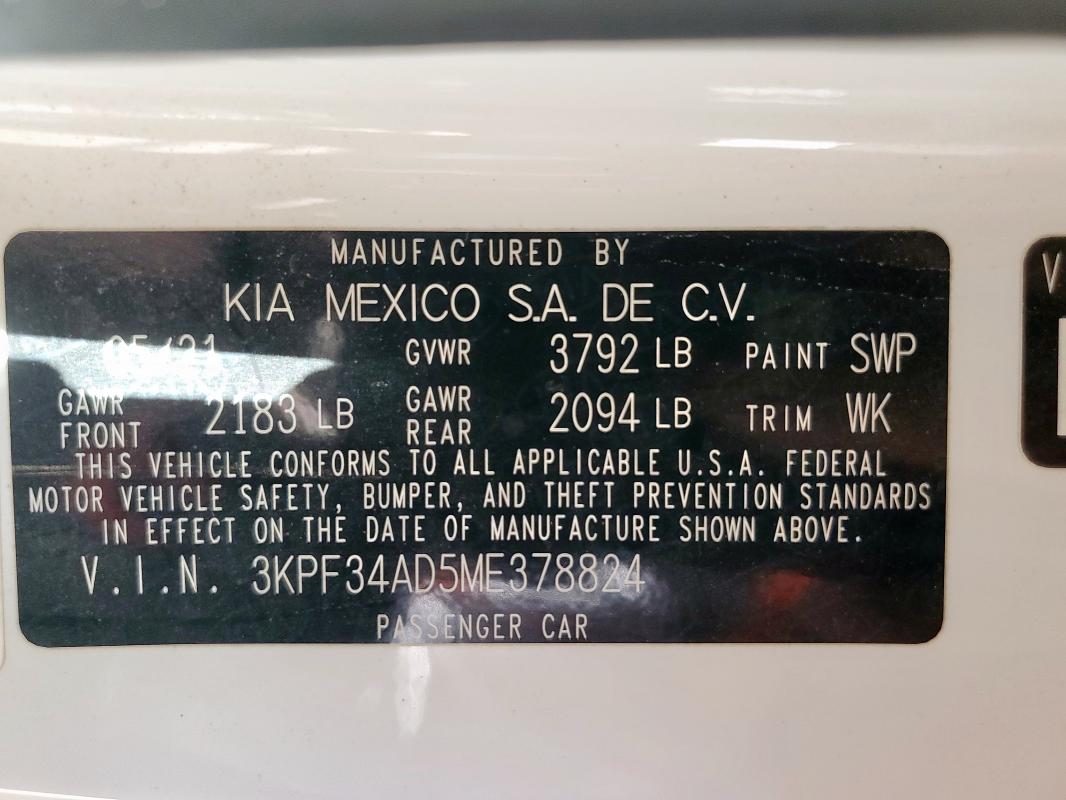 MANUFACTURED BY
KIA MEXICO S.A. DE C.V.
05/21 GVWR 3792 LB PAINT SWP
GAWR FRONT 2183 LB GAWR REAR 2094 LB TRIM WK
THIS VEHICLE CONFORMS TO ALL APPLICABLE U.S.A. FEDERAL
MOTOR VEHICLE SAFETY, BUMPER, AND THEFT PREVENTION STANDARDS
IN EFFECT ON THE DATE OF MANUFACTURE SHOWN ABOVE.
V.I.N. 3KPF34AD5ME378824
PASSENGER CAR
V